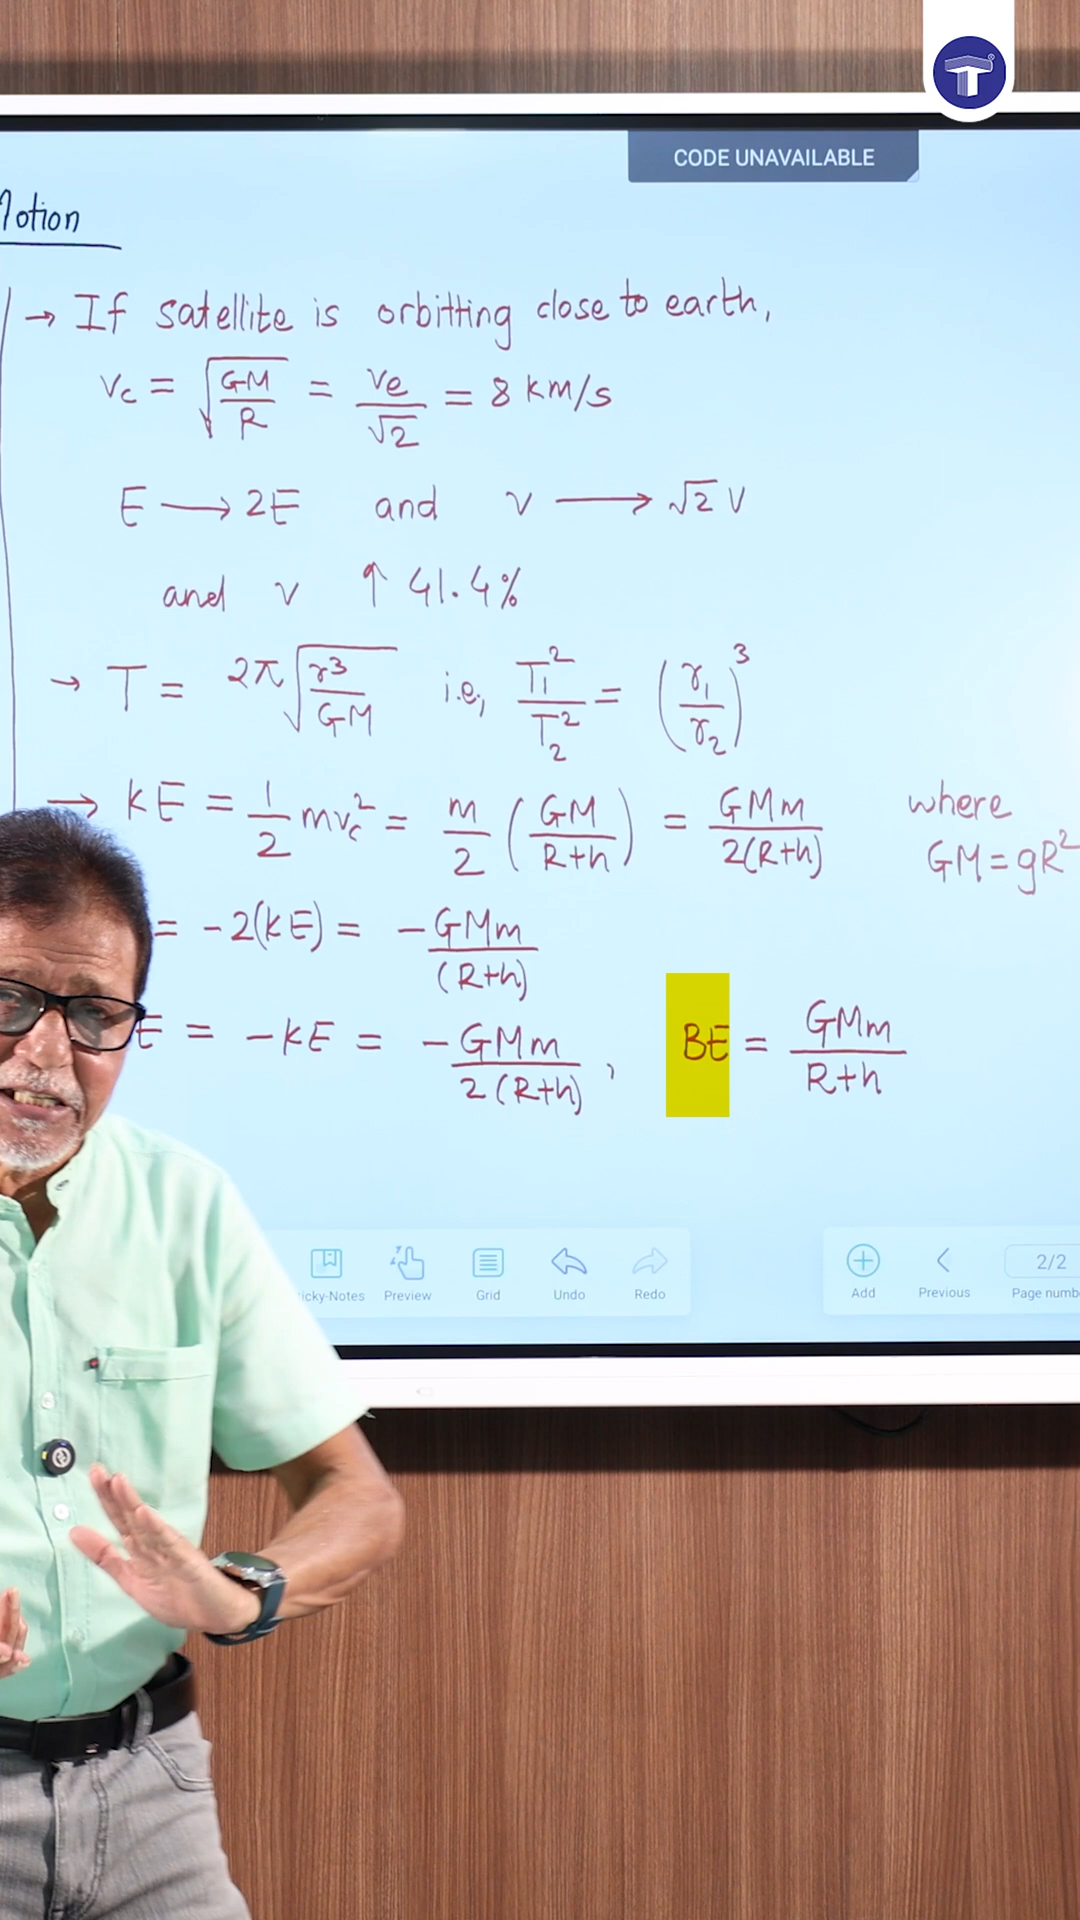 T
CODE UNAVAILABLE
Motion
→ If satellite is orbitting close to earth,
vc = √(GM/R) = ve/√2 = 8 km/s
E → 2E and v → √2 v
and v ↑ 41.4%
→ T = 2π √(r³/GM) i.e, T₁²/T₂² = (r₁/r₂)³
→ KE = 1/2 mvc² = m/2 (GM/R+h) = GMm/2(R+h) where
GM = gR²
= -2(KE) = -GMm/(R+h)
E = -KE = -GMm/2(R+h), BE = GMm/R+h
icky-Notes Preview Grid Undo Redo Add Previous 2/2
Page numb